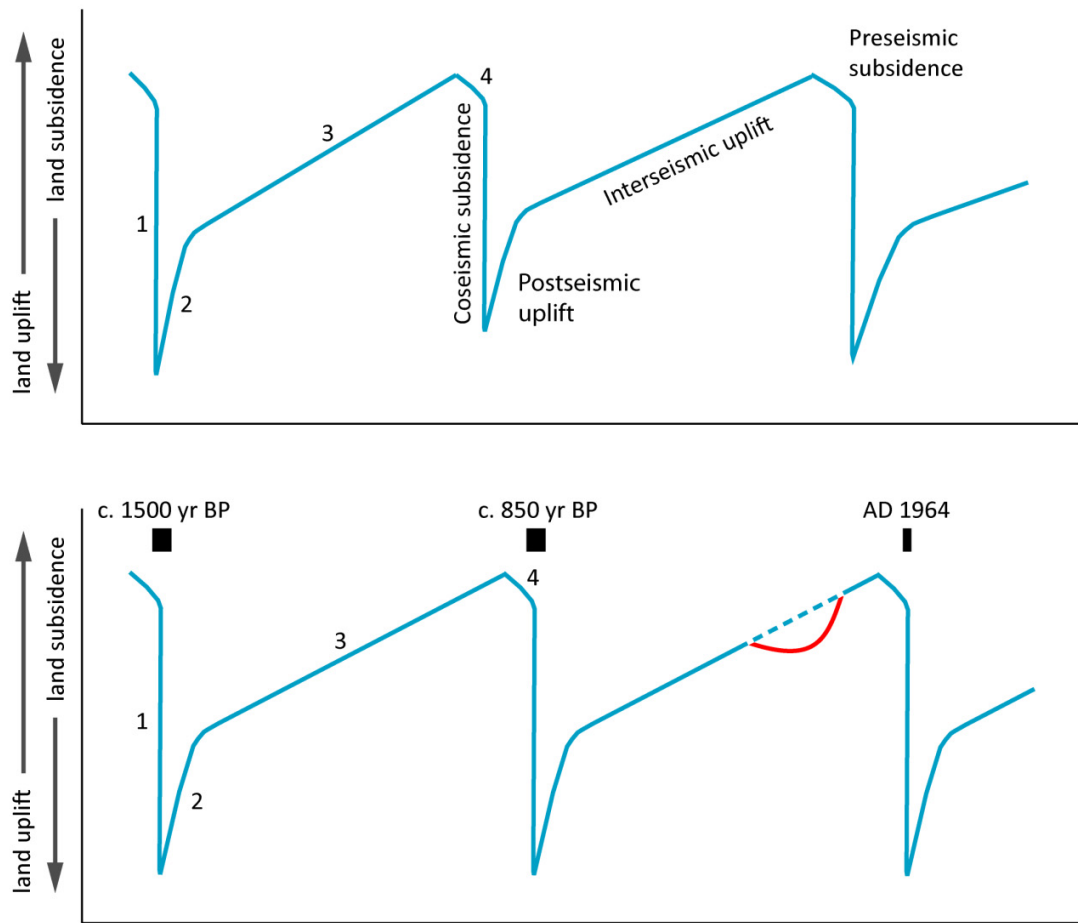 land uplift
land subsidence
1
2
3
4
Coseismic subsidence
Postseismic
uplift
Interseismic uplift
Preseismic
subsidence
c. 1500 yr BP
c. 850 yr BP
AD 1964
land uplift
land subsidence
1
2
3
4